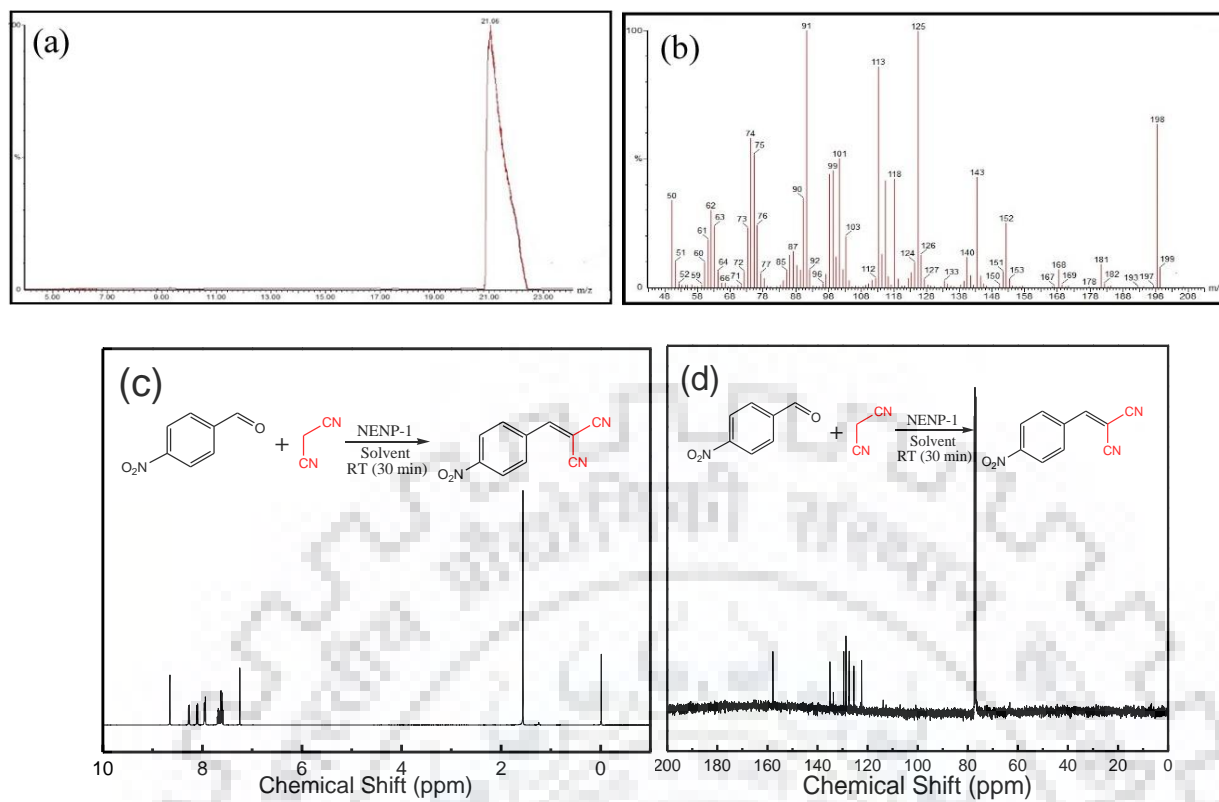 (a)
100
21.06
%
0
5.00 7.00 9.00 11.00 13.00 15.00 17.00 19.00 21.00 23.00 m/z
(b)
100
%
0
50 51 52 59 60 61 62 63 64 66 71 72 73 74 75 76 77 85 87 90 91 92 96 99 101 103 112 113 118 124 125 126 127 133 140 143 150 151 152 153 167 168 169 178 181 182 193 197 198 199
48 58 68 78 88 98 108 118 128 138 148 158 168 178 188 198 208 m/z
(c)
O
O₂N
+
CN
CN
NENP-1
Solvent
RT (30 min)
O₂N
CN
CN
10 8 6 4 2 0
Chemical Shift (ppm)
(d)
O
O₂N
+
CN
CN
NENP-1
Solvent
RT (30 min)
O₂N
CN
CN
200 180 160 140 120 100 80 60 40 20 0
Chemical Shift (ppm)